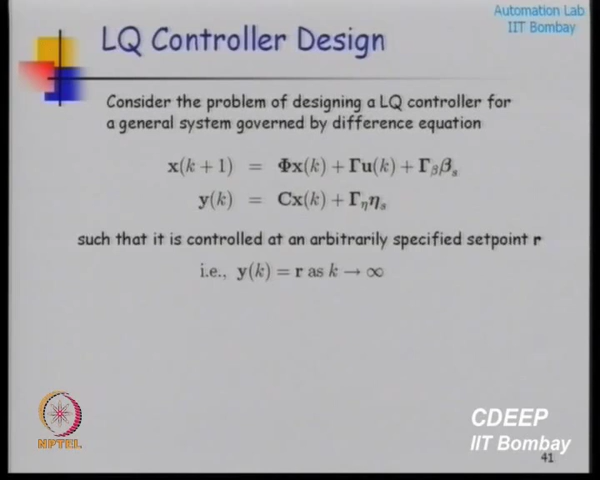 Automation Lab
IIT Bombay
LQ Controller Design
Consider the problem of designing a LQ controller for
a general system governed by difference equation
x(k + 1) = Φx(k) + Γu(k) + Γ_β β_s
y(k) = Cx(k) + Γ_η η_s
such that it is controlled at an arbitrarily specified setpoint r
i.e., y(k) = r as k → ∞
NPTEL
CDEEP
IIT Bombay
41